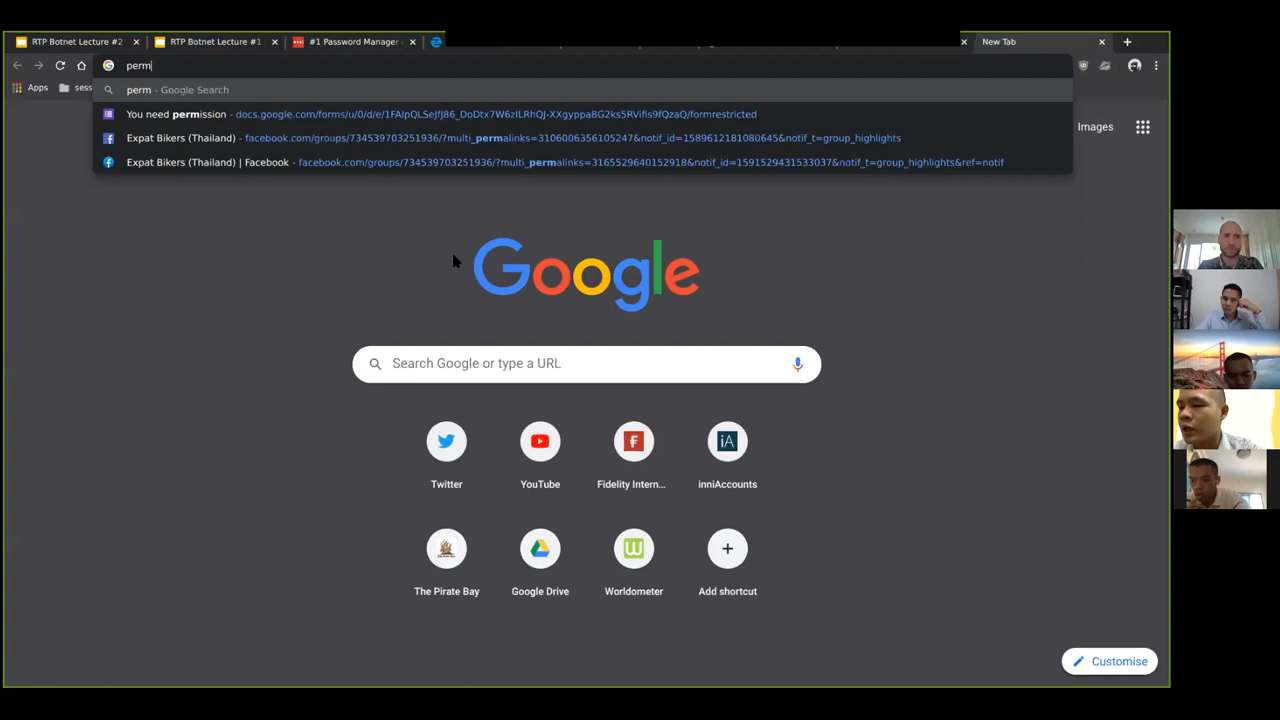 RTP Botnet Lecture #2
RTP Botnet Lecture #1
#1 Password Manager
New Tab
perm
Apps
sess
perm - Google Search
You need permission - docs.google.com/forms/u/0/d/e/1FAIpQLSeJfJ86_DoDtx7W6zILRhQJ-XXgyppa8G2ks5RVifis9fQzaQ/formrestricted
Expat Bikers (Thailand) - facebook.com/groups/734539703251936/?multi_permalinks=3106006356105247&notif_id=1589612181080645&notif_t=group_highlights
Expat Bikers (Thailand) | Facebook - facebook.com/groups/734539703251936/?multi_permalinks=3165529640152918&notif_id=1591529431533037&notif_t=group_highlights&ref=notif
Images
Google
Search Google or type a URL
Twitter
YouTube
Fidelity Intern...
iA
inniAccounts
The Pirate Bay
Google Drive
Worldometer
Add shortcut
Customise